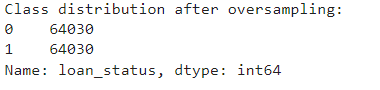 Class distribution after oversampling:
0    64030
1    64030
Name: loan_status, dtype: int64